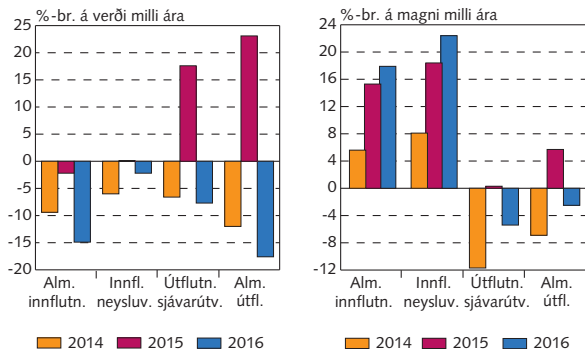 %-br. á verði milli ára
25
20
15
10
5
0
-5
-10
-15
-20
Alm. innflutn.
Innfl. neysluv.
Útflutn. sjávarútv.
Alm. útfl.
2014 2015 2016
%-br. á magni milli ára
24
20
16
12
8
4
0
-4
-8
-12
Alm. innflutn.
Innfl. neysluv.
Útflutn. sjávarútv.
Alm. útfl.
2014 2015 2016